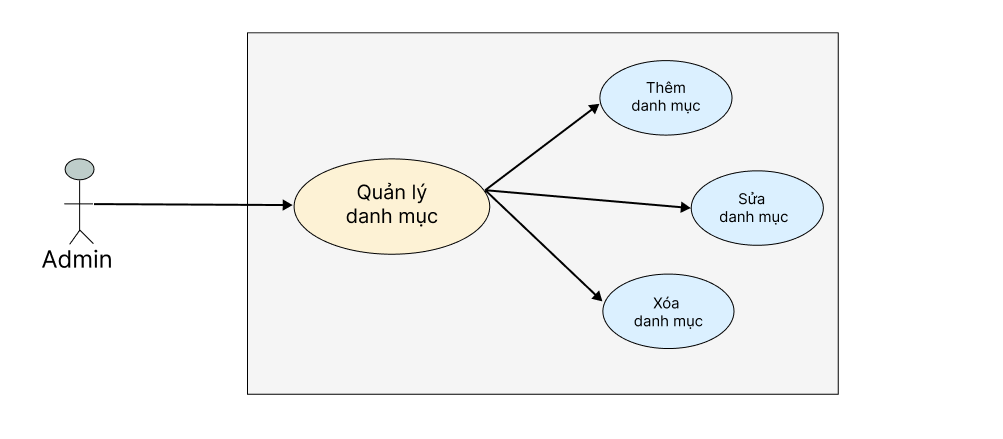 Thêm
danh mục
Quản lý
danh mục
Sửa
danh mục
Admin
Xóa
danh mục